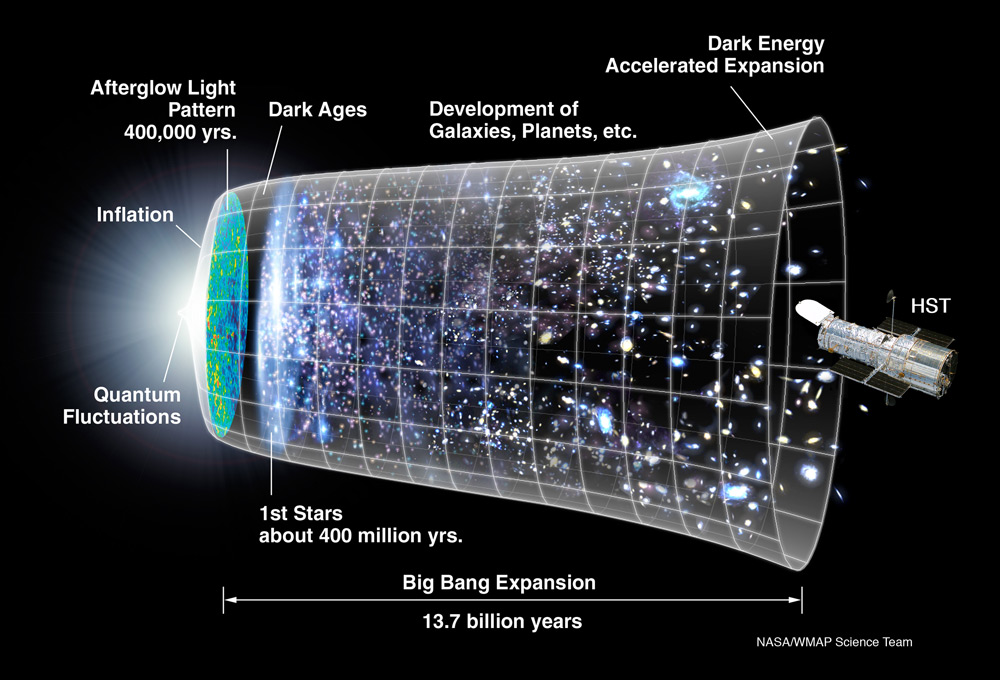 Dark Energy
Accelerated Expansion
Afterglow Light
Pattern
400,000 yrs.
Dark Ages
Development of
Galaxies, Planets, etc.
Inflation
HST
Quantum
Fluctuations
1st Stars
about 400 million yrs.
Big Bang Expansion
13.7 billion years
NASA/WMAP Science Team